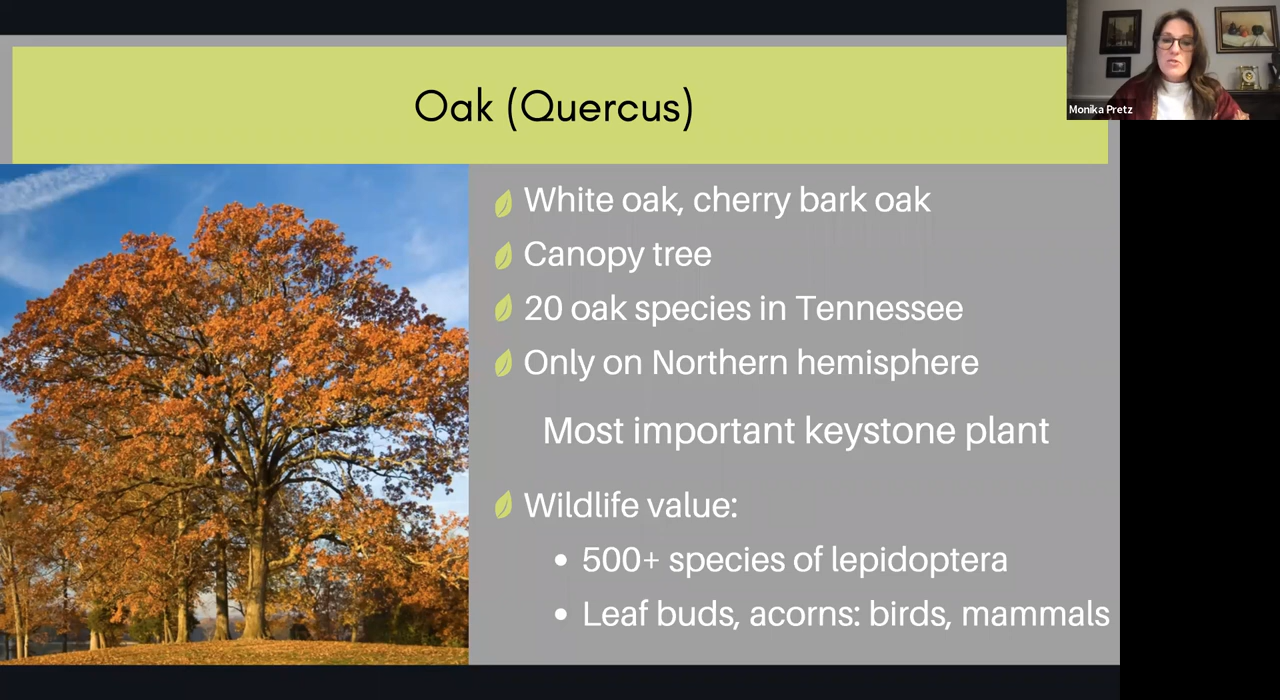 Oak (Quercus)
Monika Pretz
White oak, cherry bark oak
Canopy tree
20 oak species in Tennessee
Only on Northern hemisphere
Most important keystone plant
Wildlife value:
500+ species of lepidoptera
Leaf buds, acorns: birds, mammals